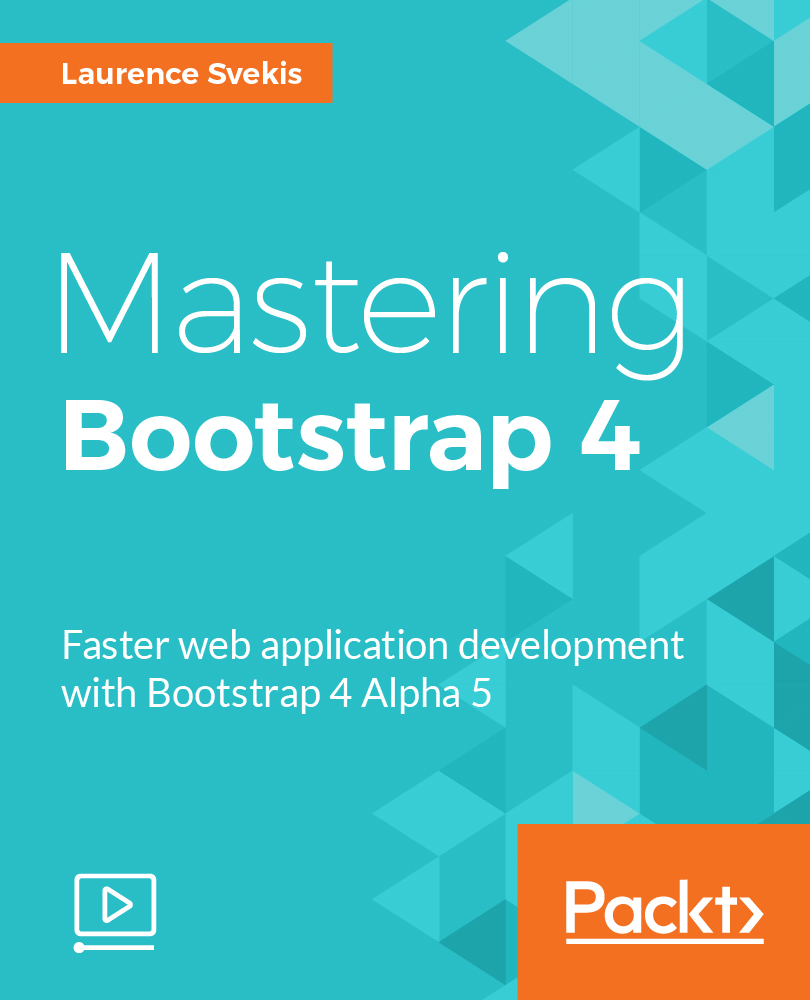 Laurence Svekis
Mastering
Bootstrap 4
Faster web application development
with Bootstrap 4 Alpha 5
Packt